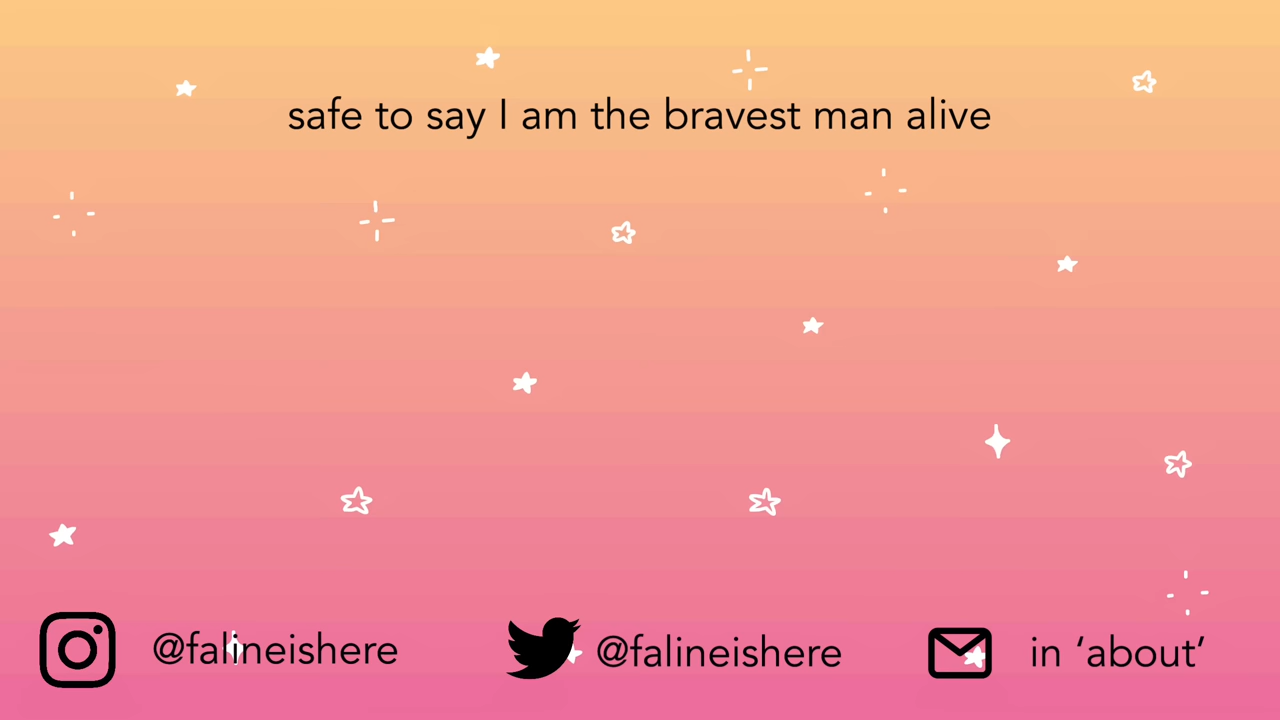 safe to say I am the bravest man alive
@falineishere @falineishere in ‘about’